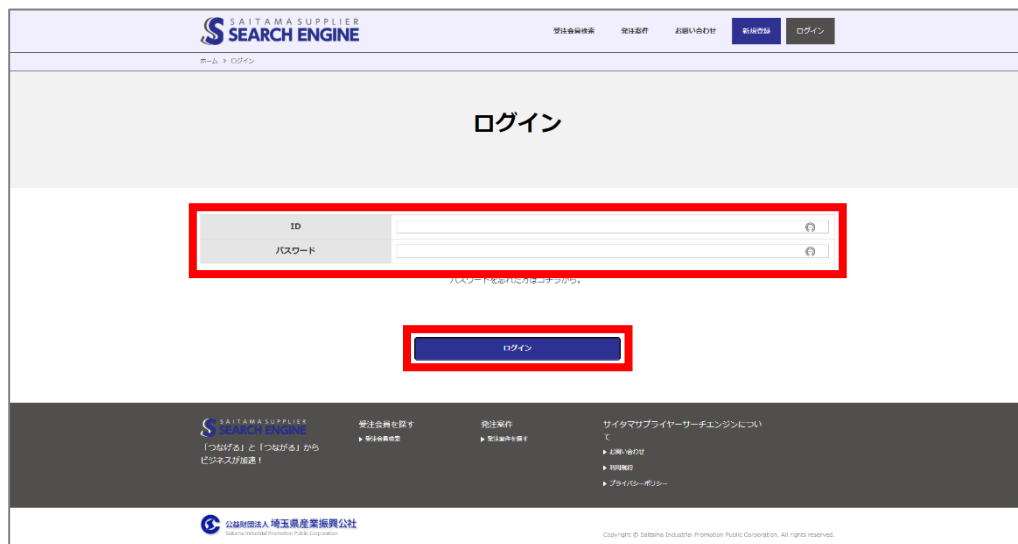 SAITAMA SUPPLIER
SEARCH ENGINE
受注会員検索
発注案件
お問い合わせ
新規登録
ログイン
ホーム > ログイン
ログイン
ID
パスワード
パスワードを忘れた方はコチラから。
ログイン
SAITAMA SUPPLIER
SEARCH ENGINE
「つなげる」と「つながる」から
ビジネスが加速!
受注会員を探す
▶ 受注会員検索
発注案件
▶ 発注案件を探す
サイタマサプライヤーサーチエンジンについ
て
▶ お問い合わせ
▶ 利用規約
▶ プライバシーポリシー
公益財団法人 埼玉県産業振興公社
Saitama Industrial Promotion Public Corporation
Copyright © Saitama Industrial Promotion Public Corporation. All rights reserved.